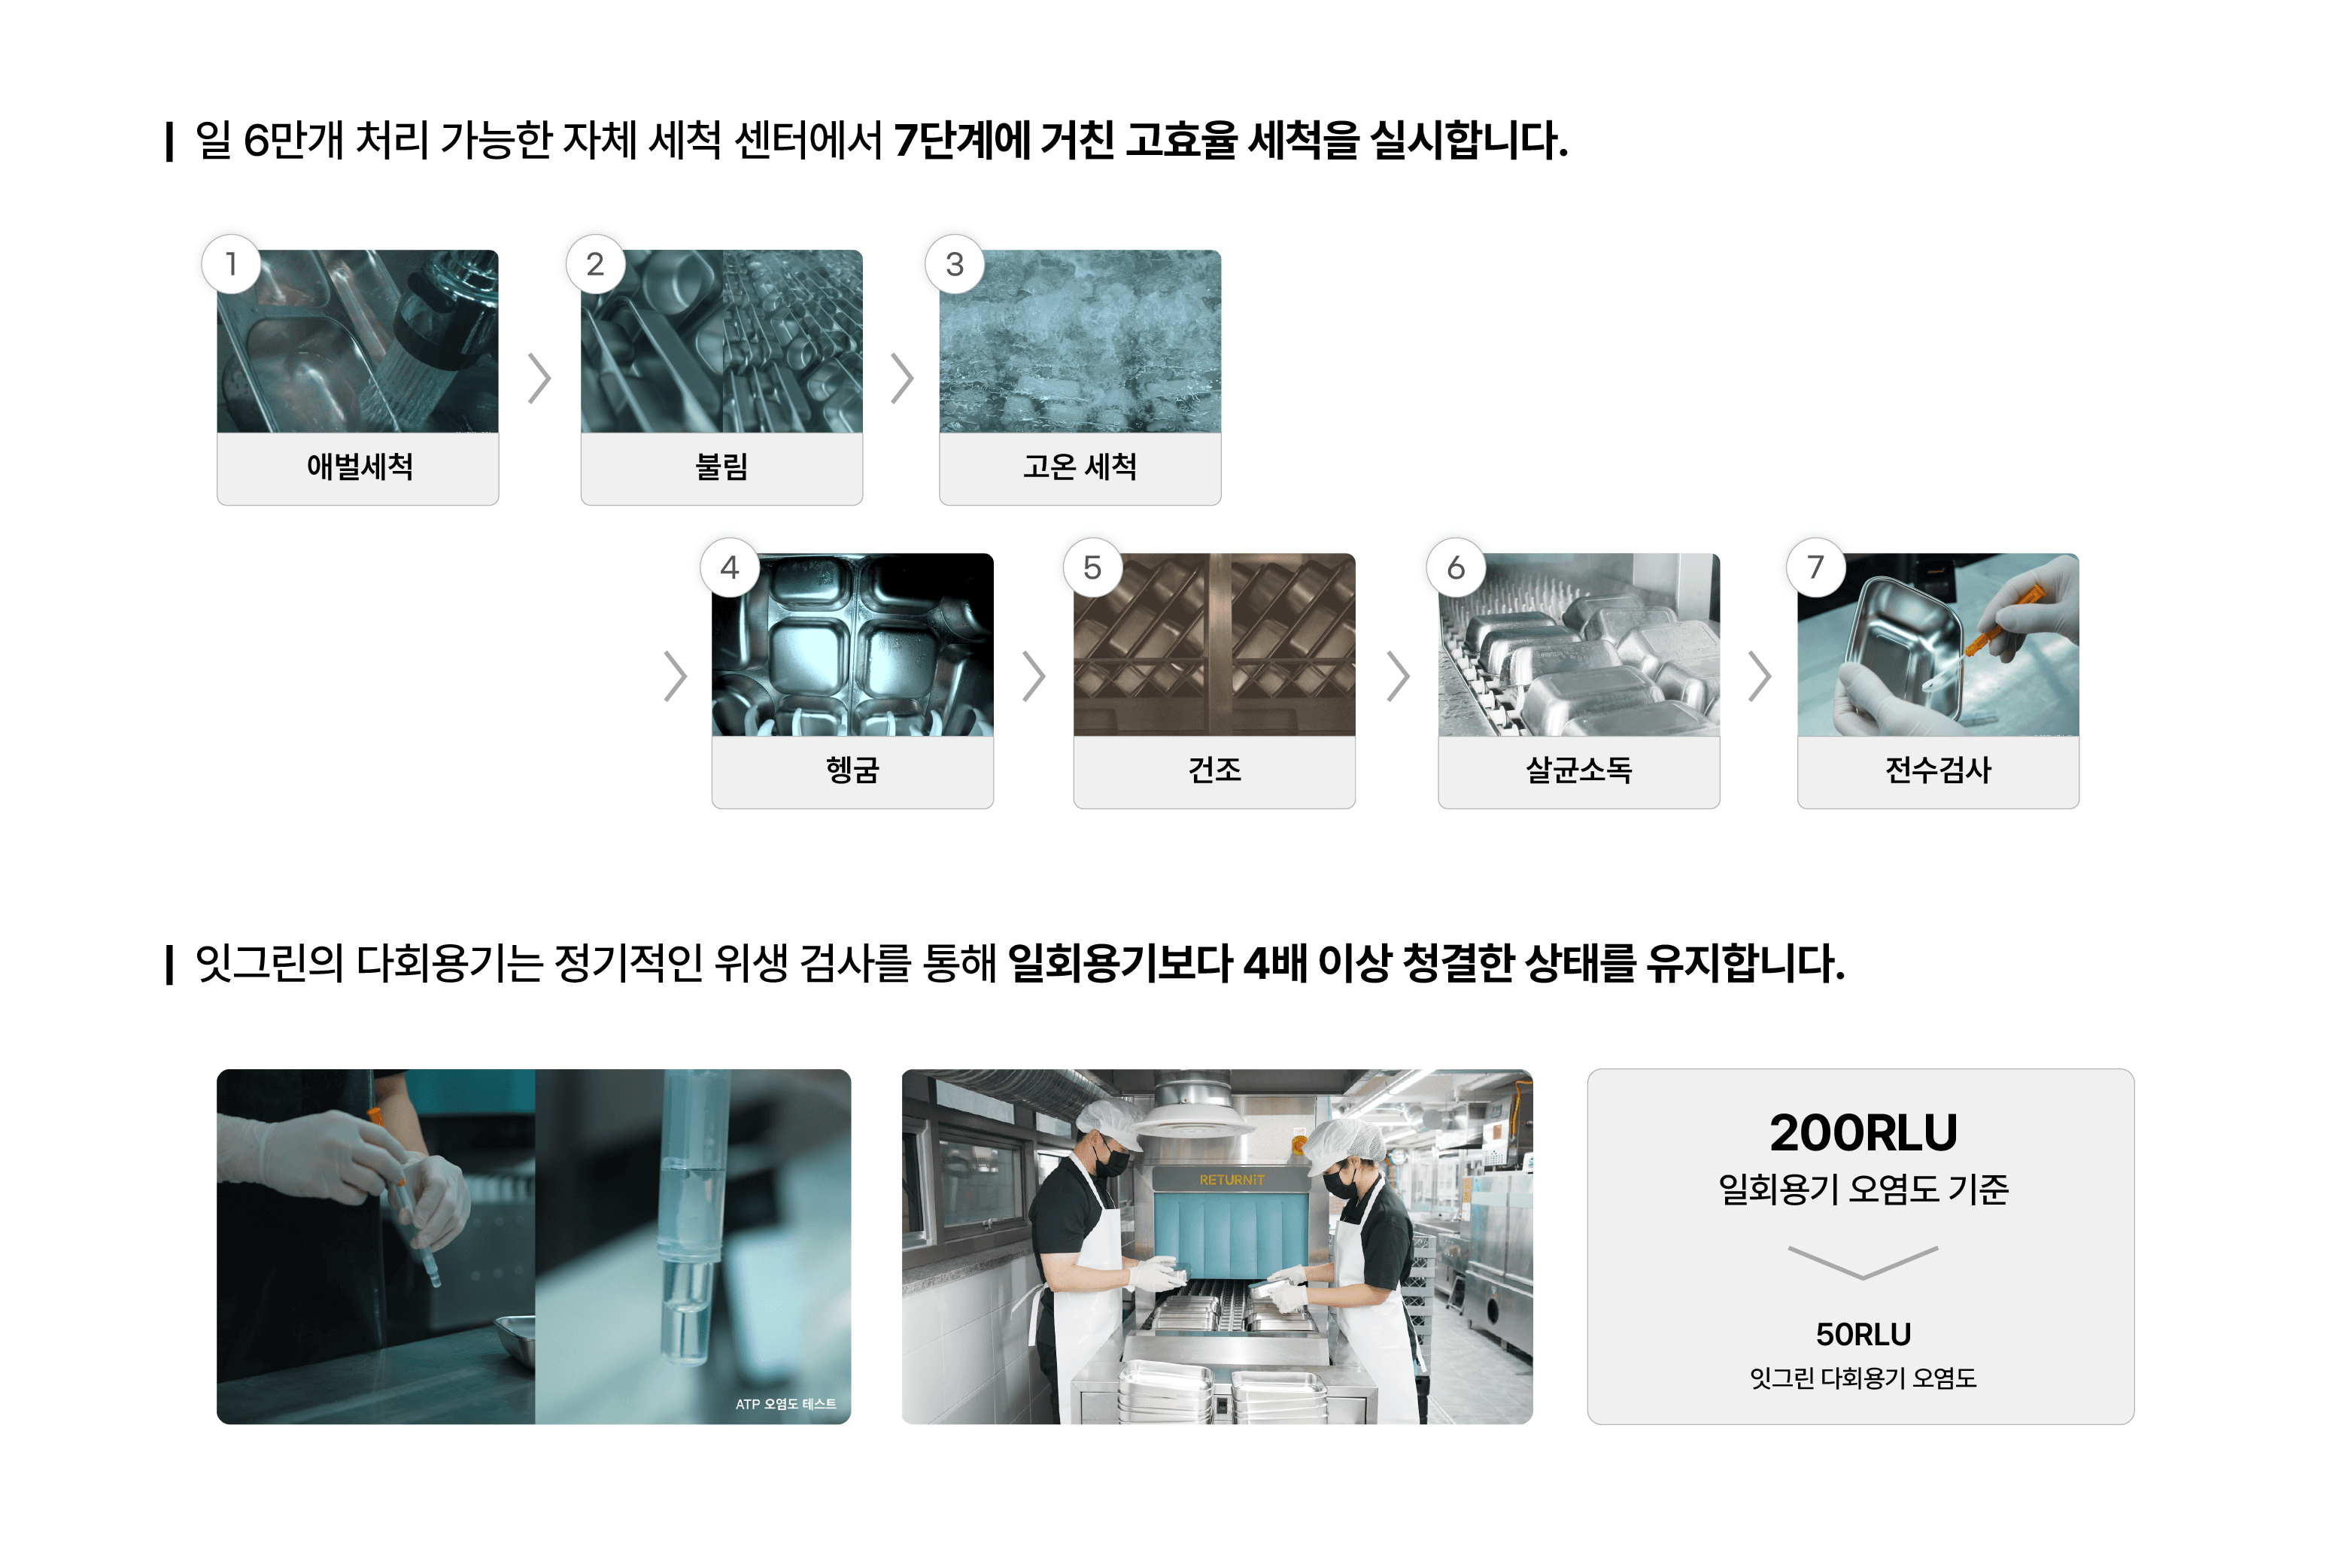 일 6만개 처리 가능한 자체 세척 센터에서 7단계에 거친 고효율 세척을 실시합니다.
1
2
3
애벌세척
불림
고온 세척
4
5
6
7
헹굼
건조
살균소독
전수검사
잇그린의 다회용기는 정기적인 위생 검사를 통해 일회용기보다 4배 이상 청결한 상태를 유지합니다.
ATP 오염도 테스트
RETURNiT
200RLU
일회용기 오염도 기준
50RLU
잇그린 다회용기 오염도